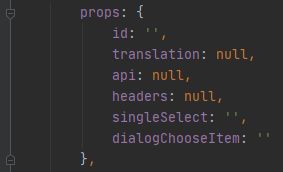 props: {
id: '',
translation: null,
api: null,
headers: null,
singleSelect: '',
dialogChooseItem: ''
},